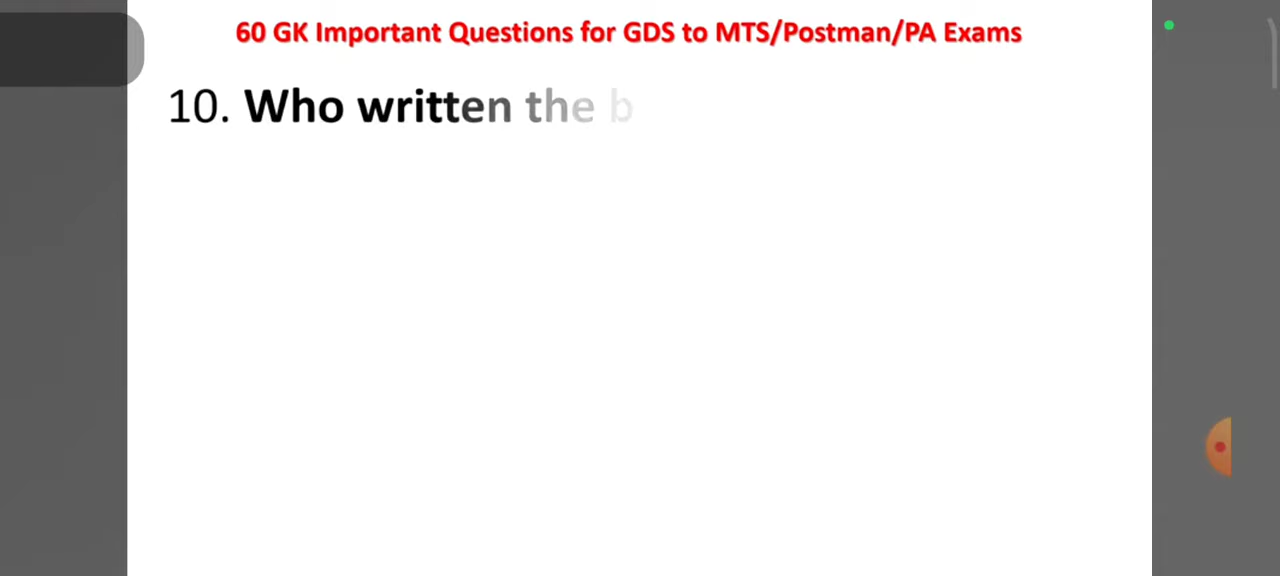 60 GK Important Questions for GDS to MTS/Postman/PA Exams
10. Who written the b